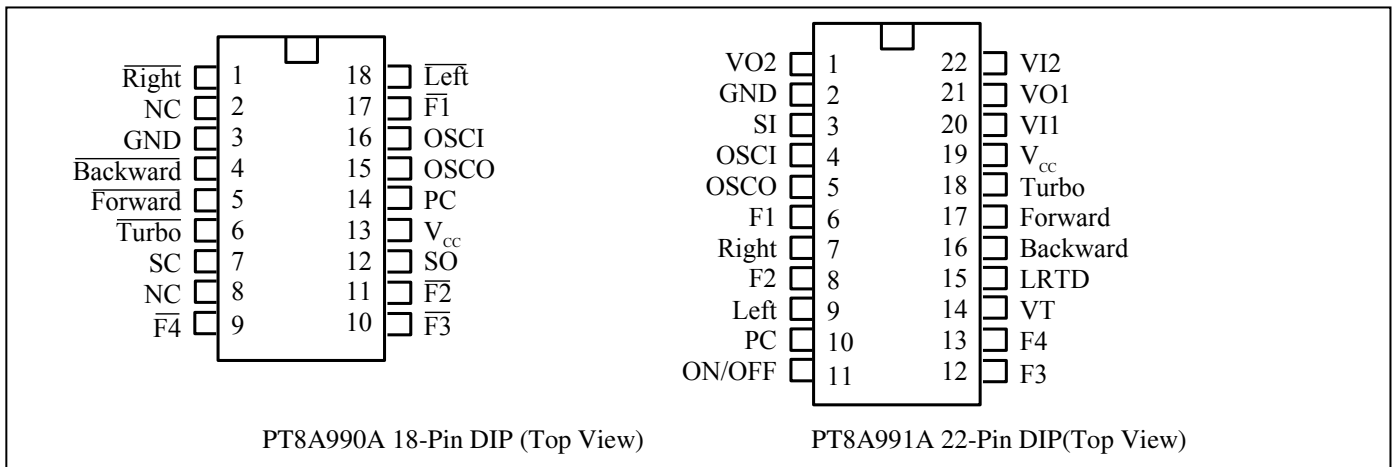 Right 1 18 Left
NC 2 17 F1
GND 3 16 OSCI
Backward 4 15 OSCO
Forward 5 14 PC
Turbo 6 13 VCC
SC 7 12 SO
NC 8 11 F2
F4 9 10 F3
PT8A990A 18-Pin DIP (Top View)
VO2 1 22 VI2
GND 2 21 VO1
SI 3 20 VI1
OSCI 4 19 VCC
OSCO 5 18 Turbo
F1 6 17 Forward
Right 7 16 Backward
F2 8 15 LRTD
Left 9 14 VT
PC 10 13 F4
ON/OFF 11 12 F3
PT8A991A 22-Pin DIP(Top View)